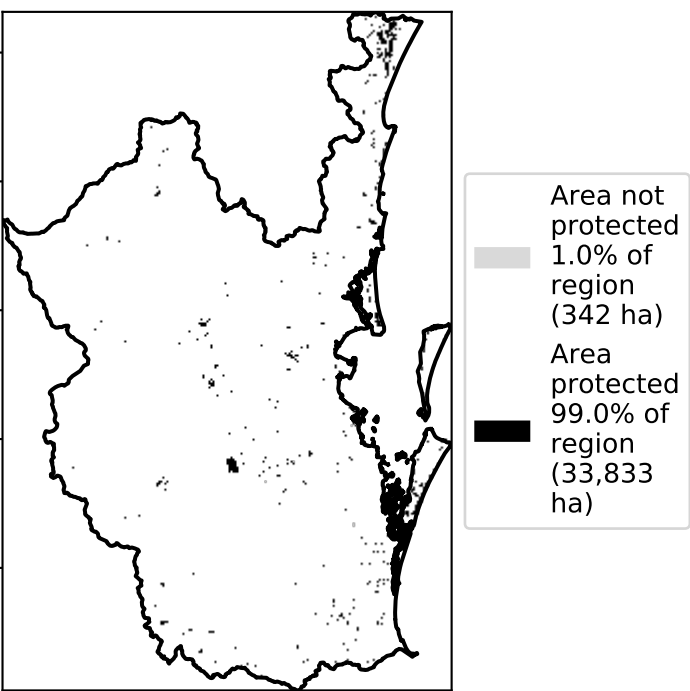 Area not
protected
1.0% of
region
(342 ha)
Area
protected
99.0% of
region
(33,833
ha)